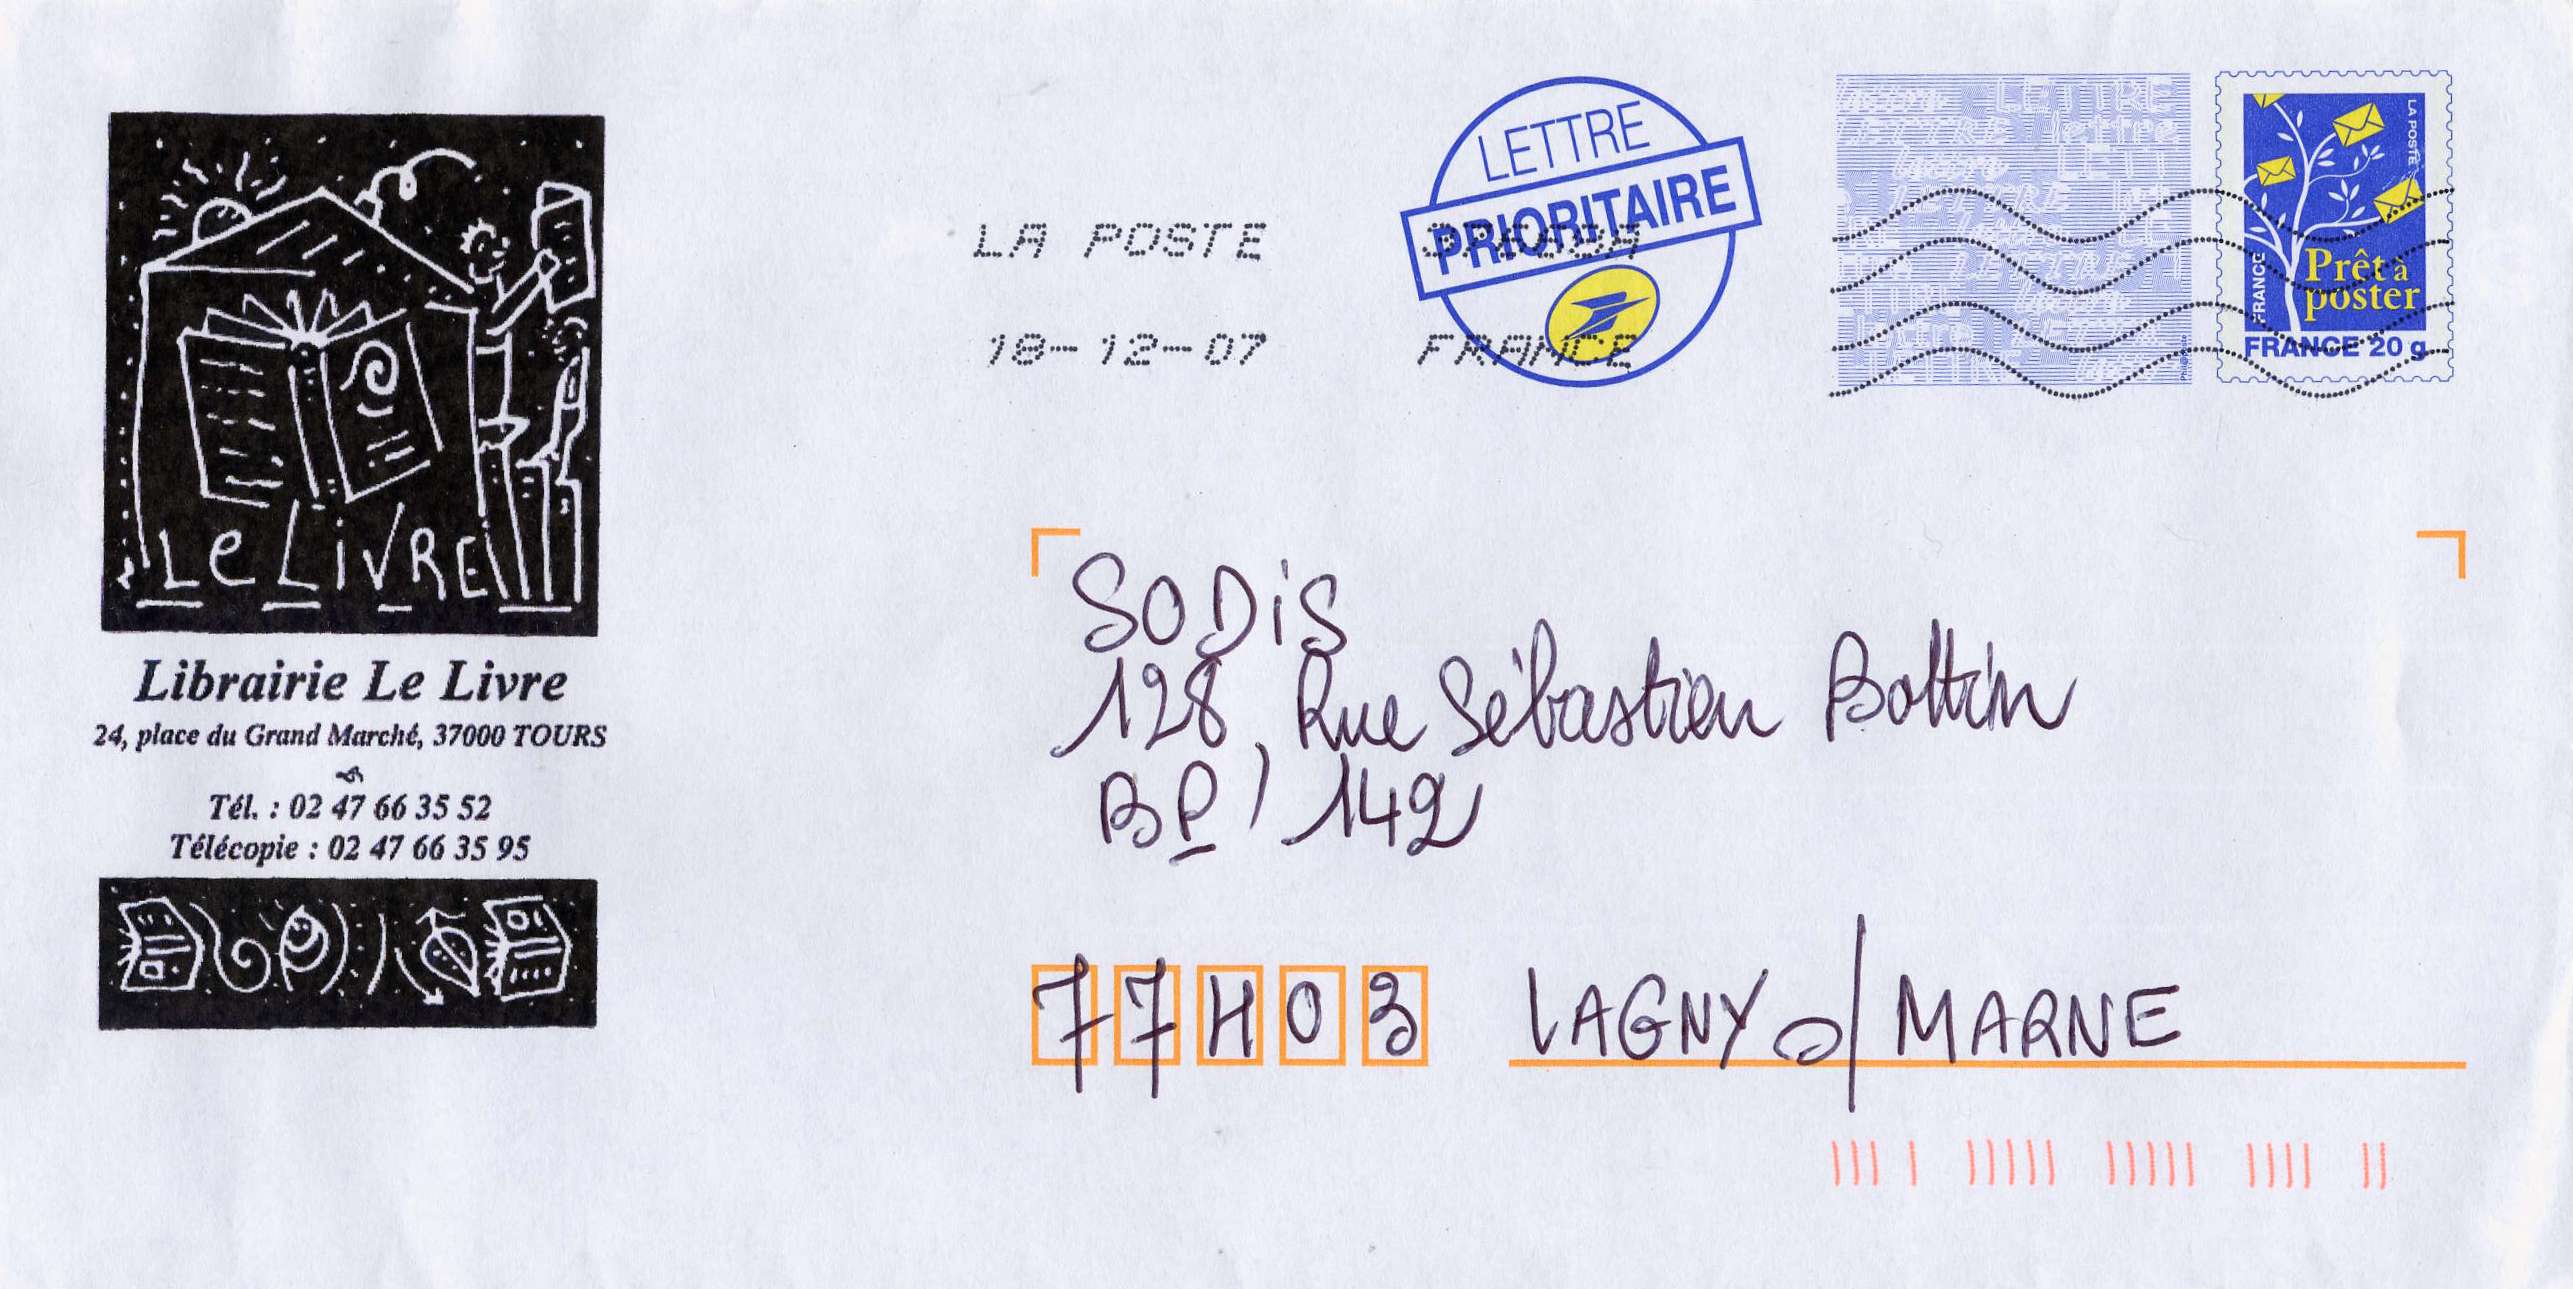 Le LiVRE
Librairie Le Livre
24, place du Grand Marché, 37000 TOURS
Tél. : 02 47 66 35 52
Télécopie : 02 47 66 35 95
LA POSTE
18-12-07
FRANCE
LETTRE
PRIORITAIRE
LA POSTE
FRANCE
Prêt à
poster
FRANCE 20 g
SODiS
128, Rue Sébastien Bottin
BP 142
77403 LAGNY s/ MARNE